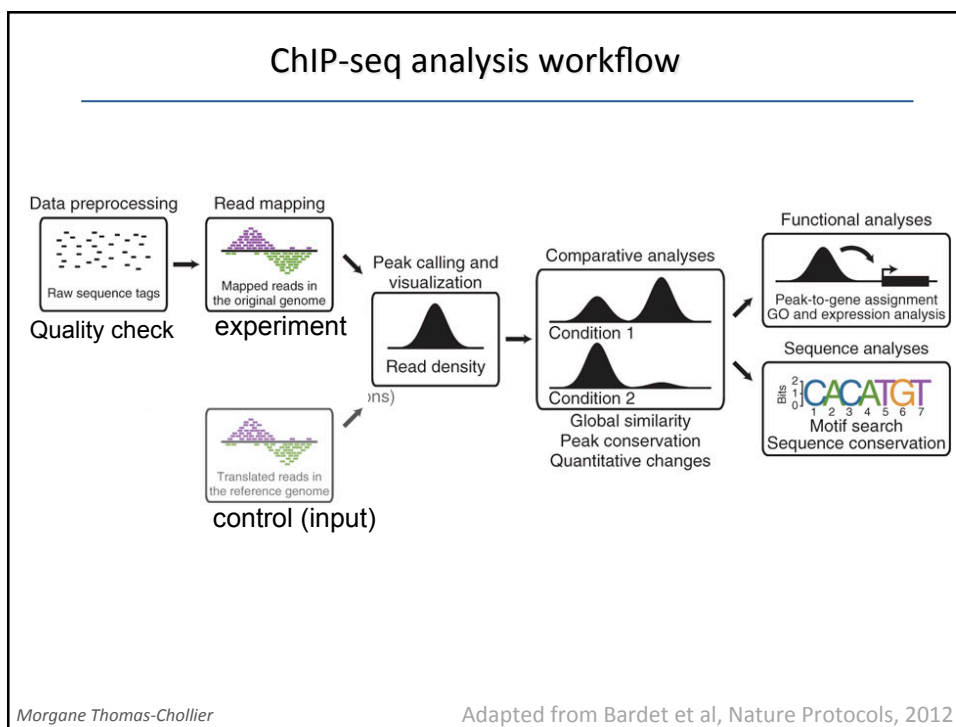 ChIP-seq analysis workflow
Data preprocessing
Raw sequence tags
Quality check
Read mapping
Mapped reads in
the original genome
experiment
Translated reads in
the reference genome
control (input)
Peak calling and
visualization
Read density
ons)
Comparative analyses
Condition 1
Condition 2
Global similarity
Peak conservation
Quantitative changes
Functional analyses
Peak-to-gene assignment
GO and expression analysis
Sequence analyses
Bits
2
1
0
CACATGT
1 2 3 4 5 6 7
Motif search
Sequence conservation
Morgane Thomas-Chollier
Adapted from Bardet et al, Nature Protocols, 2012